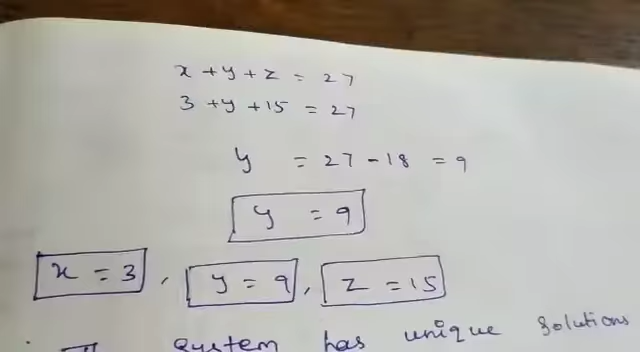 x + y + z = 27
3 + y + 15 = 27
y = 27 - 18 = 9
y = 9
x = 3 , y = 9 , z = 15
system has unique solutions